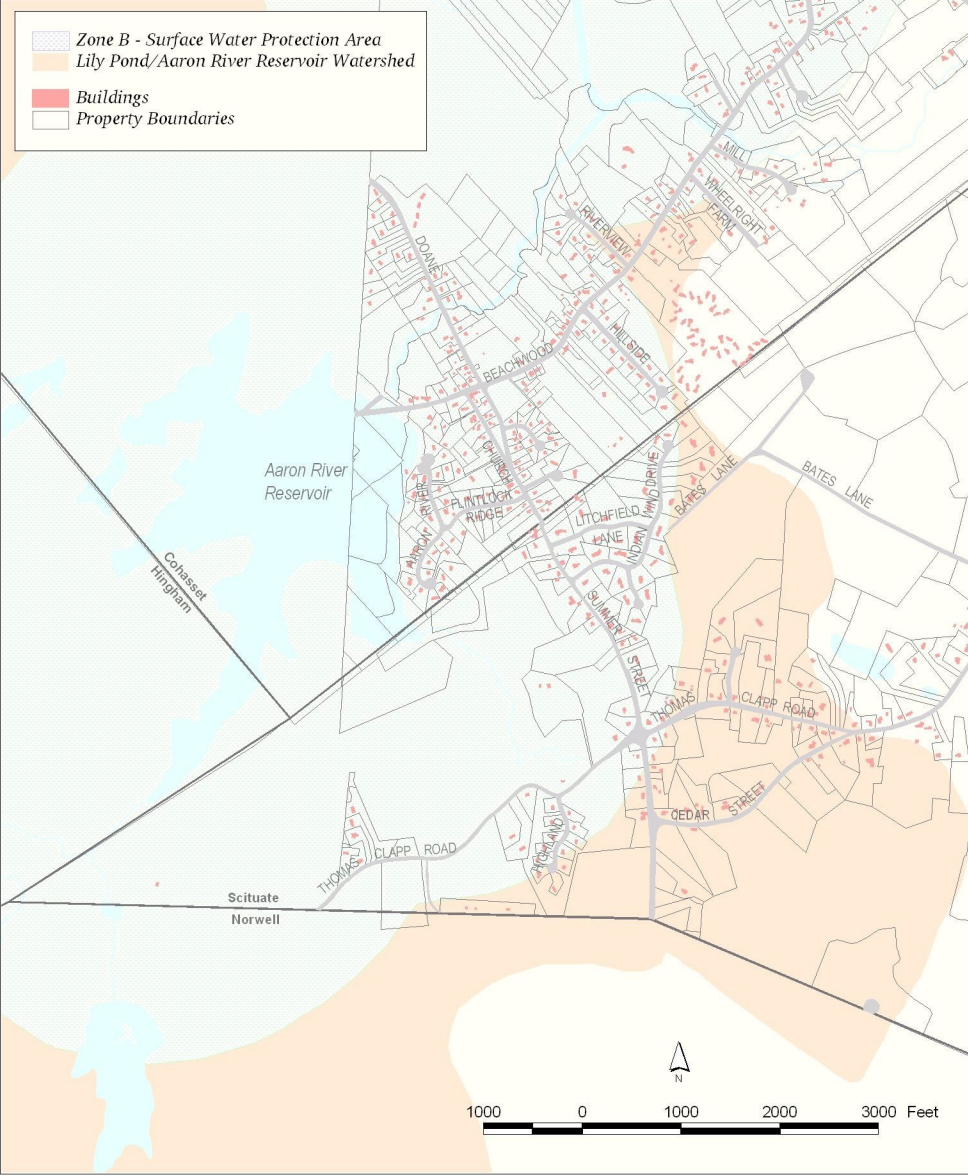 Zone B - Surface Water Protection Area
Lily Pond/Aaron River Reservoir Watershed
Buildings
Property Boundaries
MILL
WHEELRIGHT
FARM
RIVERVIEW
DOANE
HILLSIDE
BEACHWOOD
Aaron River
Reservoir
CHURCH
FLINTLOCK
RIDGE
AARON RIVER
LITCHFIELD
LANE
INDIAN WIND DRIVE
BATES LANE
BATES LANE
Cohasset
Hingham
SUMMER STREET
THOMAS CLAPP ROAD
CEDAR STREET
HIGHLAND
THOMAS CLAPP ROAD
Scituate
Norwell
N
1000 0 1000 2000 3000 Feet